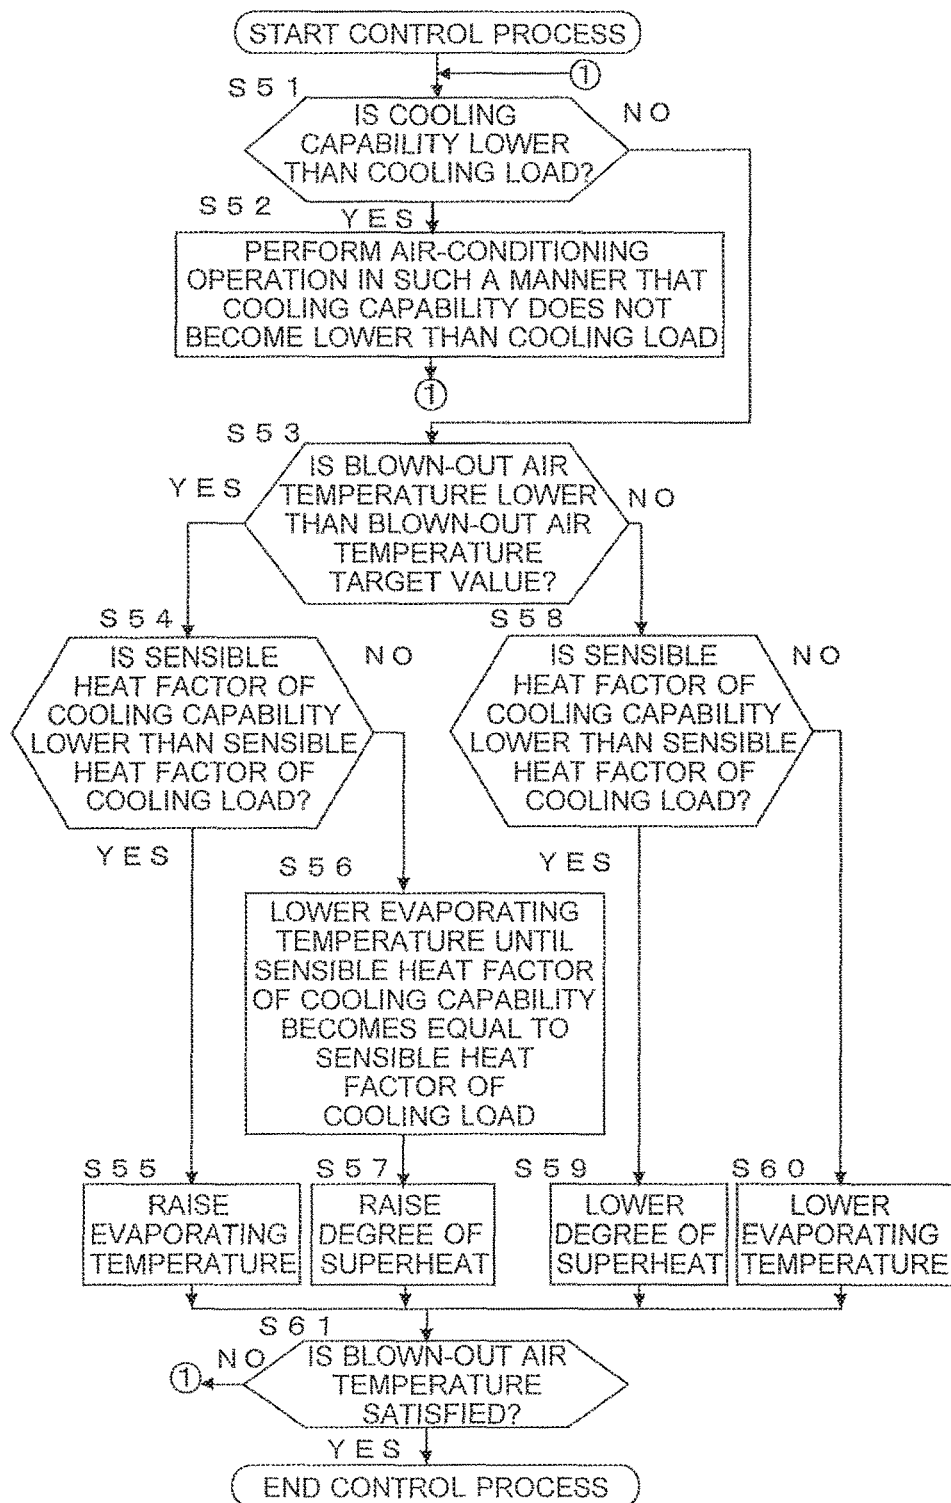 START CONTROL PROCESS
①
S51
IS COOLING
CAPABILITY LOWER
THAN COOLING LOAD?
NO
S52
YES
PERFORM AIR-CONDITIONING
OPERATION IN SUCH A MANNER THAT
COOLING CAPABILITY DOES NOT
BECOME LOWER THAN COOLING LOAD
①
S53
YES
IS BLOWN-OUT AIR
TEMPERATURE LOWER
THAN BLOWN-OUT AIR
TEMPERATURE
TARGET VALUE?
NO
S54
IS SENSIBLE
HEAT FACTOR OF
COOLING CAPABILITY
LOWER THAN SENSIBLE
HEAT FACTOR OF
COOLING LOAD?
NO
YES
S58
IS SENSIBLE
HEAT FACTOR OF
COOLING CAPABILITY
LOWER THAN SENSIBLE
HEAT FACTOR OF
COOLING LOAD?
NO
YES
S56
LOWER EVAPORATING
TEMPERATURE UNTIL
SENSIBLE HEAT FACTOR
OF COOLING CAPABILITY
BECOMES EQUAL TO
SENSIBLE HEAT
FACTOR OF
COOLING LOAD
S55
RAISE
EVAPORATING
TEMPERATURE
S57
RAISE
DEGREE OF
SUPERHEAT
S59
LOWER
DEGREE OF
SUPERHEAT
S60
LOWER
EVAPORATING
TEMPERATURE
S61
NO
①
IS BLOWN-OUT AIR
TEMPERATURE
SATISFIED?
YES
END CONTROL PROCESS